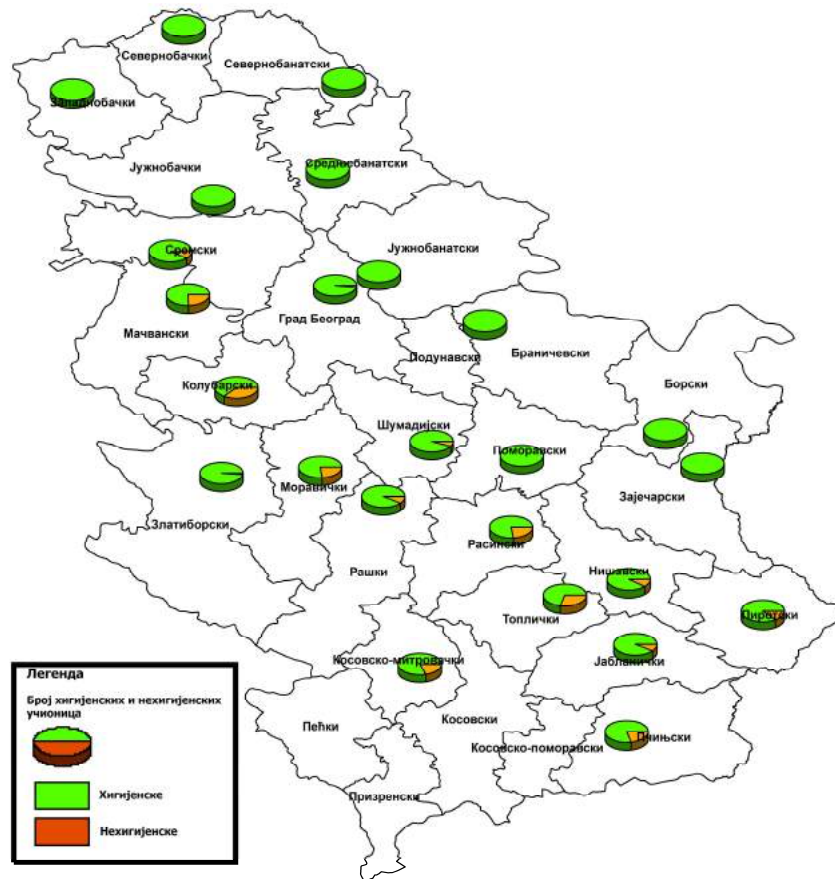 Севернобачки
Севернобанатски
Западнобачки
Јужнобачки
Средњебанатски
Сремски
Јужнобанатски
Мачвански
Град Београд
Подунавски
Браничевски
Борски
Колубарски
Шумадијски
Поморавски
Моравички
Златиборски
Зајечарски
Расински
Рашки
Нишавски
Топлички
Пиротски
Косовско-митровачки
Јабланички
Пећки
Косовски
Косовско-поморавски
Пчињски
Призренски
Легенда
Број хигијенских и нехигијенских
учионица
Хигијенске
Нехигијенске